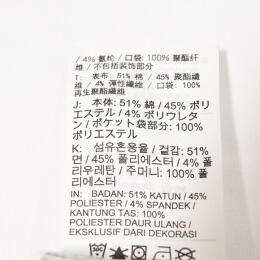 / 4% 氨纶 / 口袋: 100% 聚酯纤
维 / 不包括装饰部分
T: 表布: 51% 棉 / 45% 聚酯纖
維 / 4% 彈性纖維 / 口袋: 100%
再生聚酯纖維
J: 本体: 51% 綿 / 45% ポリ
エステル / 4% ポリウレタ
ン / ポケット袋部分: 100%
ポリエステル
K: 섬유혼용율 / 겉감: 51%
면 / 45% 폴리에스터 / 4% 폴
리우레탄 / 주머니: 100% 폴
리에스터
IN: BADAN: 51% KATUN / 45%
POLIESTER / 4% SPANDEK /
KANTUNG TAS: 100%
POLIESTER DAUR ULANG /
EKSKLUSIF DARI DEKORASI